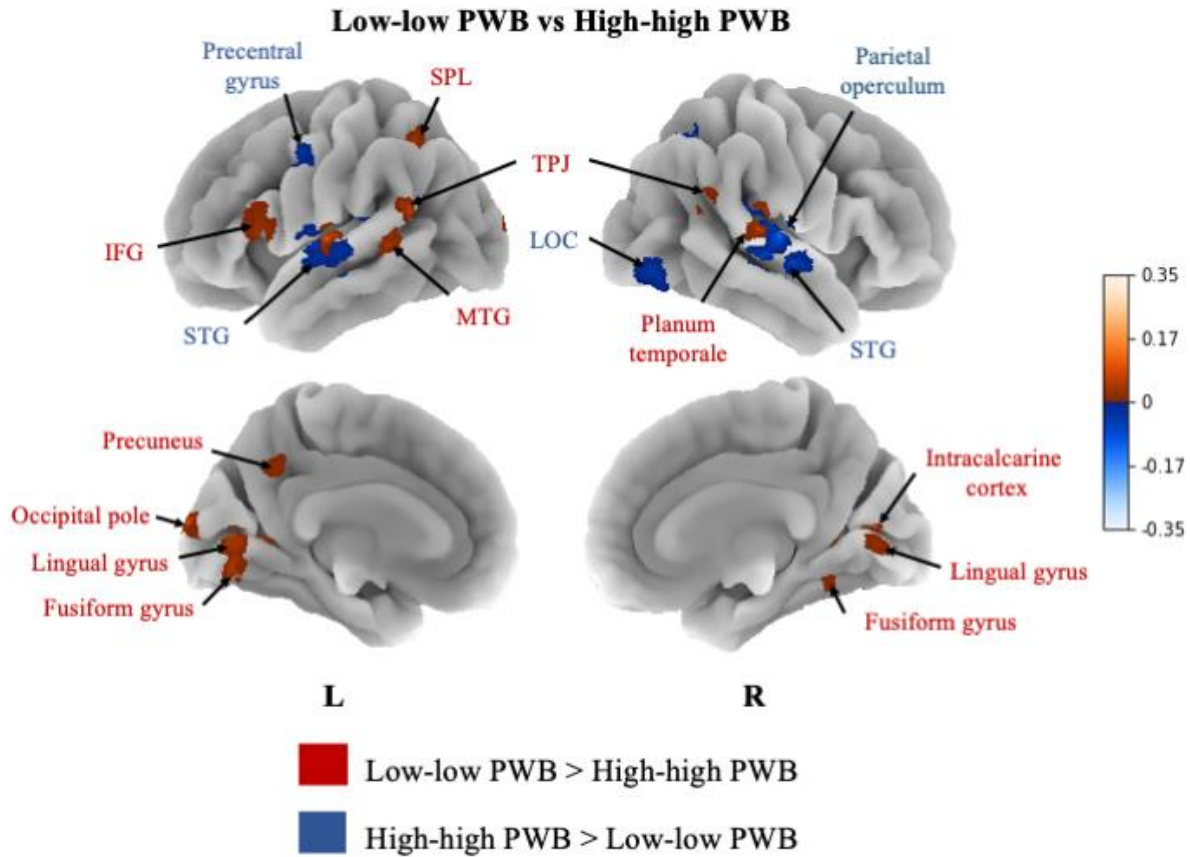 Low-low PWB vs High-high PWB
Precentral
gyrus
SPL
Parietal
operculum
TPJ
IFG
LOC
STG
MTG
Planum
temporale
STG
0.35
0.17
0
-0.17
-0.35
Precuneus
Occipital pole
Lingual gyrus
Fusiform gyrus
Intracalcarine
cortex
Lingual gyrus
Fusiform gyrus
L
R
Low-low PWB > High-high PWB
High-high PWB > Low-low PWB